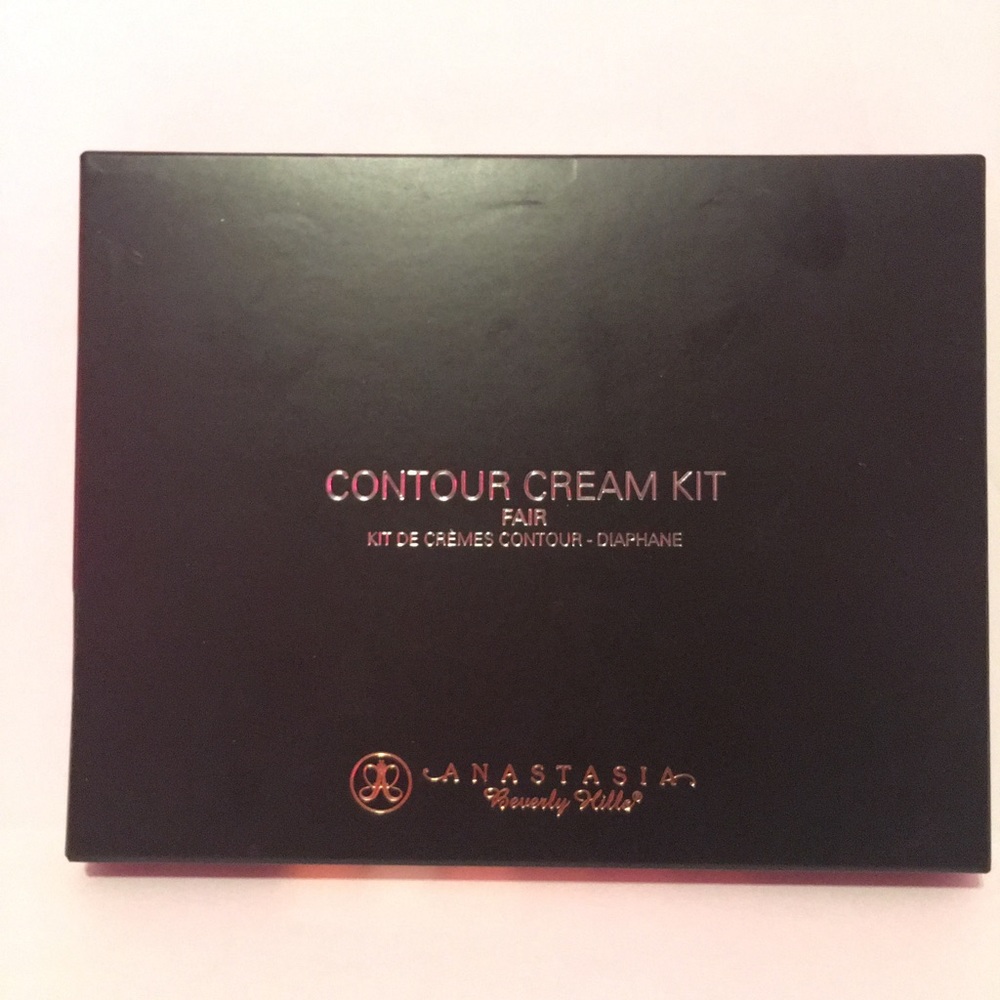 CONTOUR CREAM KIT
FAIR
KIT DE CRÈMES CONTOUR - DIAPHANE
ANASTASIA
Beverly Hills®